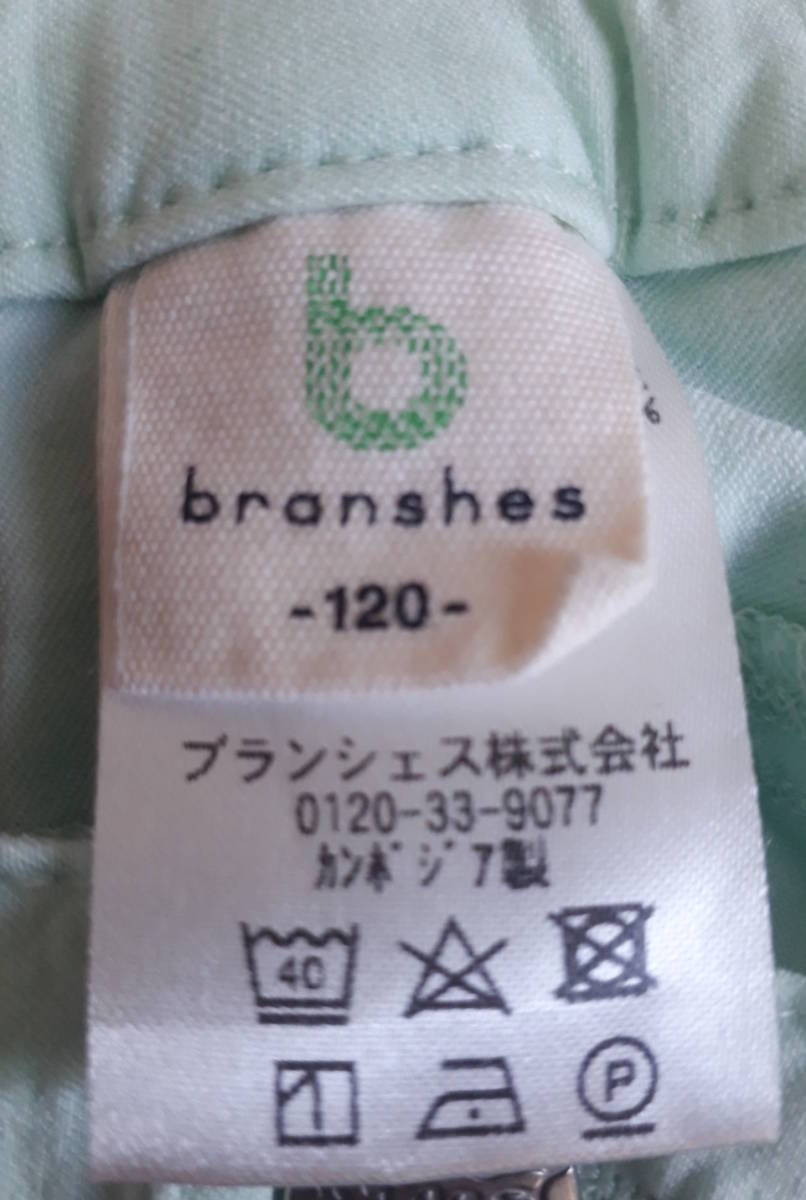 b
branshes
-120-
ブランシェス株式会社
0120-33-9077
ｶﾝﾎﾞｼﾞｱ製
40
P